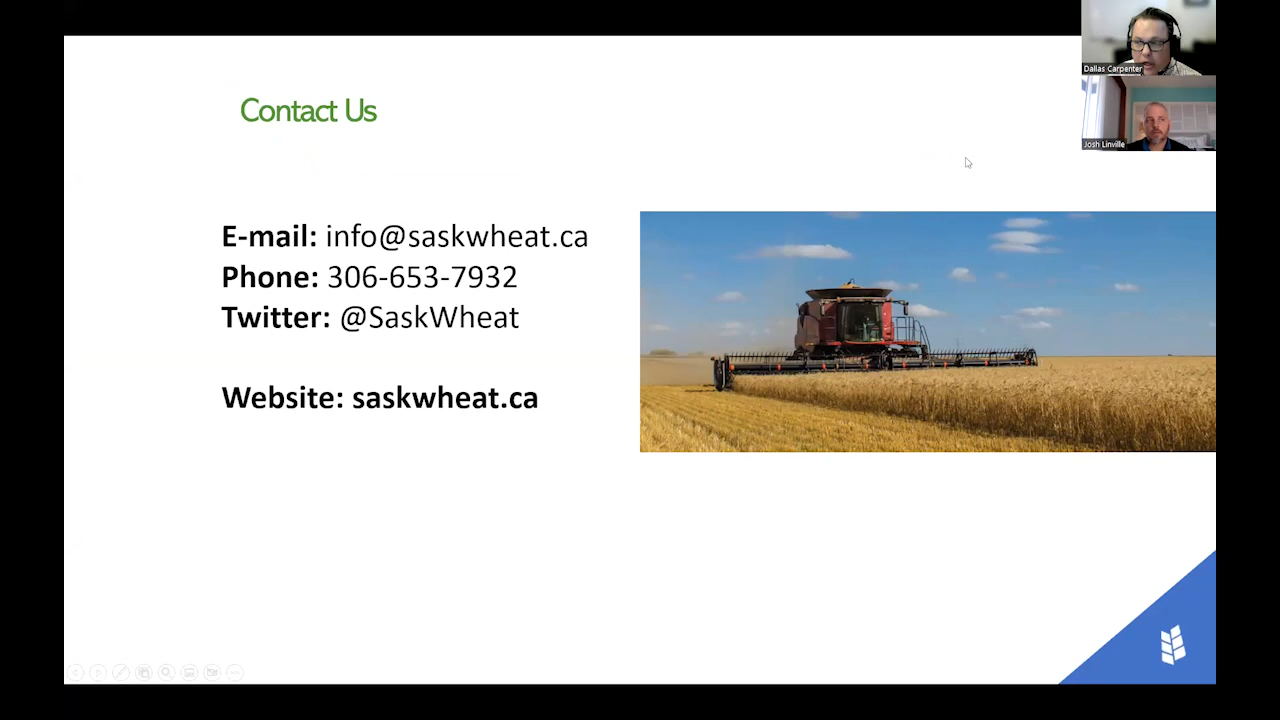 Contact Us
E-mail: info@saskwheat.ca
Phone: 306-653-7932
Twitter: @SaskWheat
Website: saskwheat.ca
Dallas Carpenter
Josh Linville